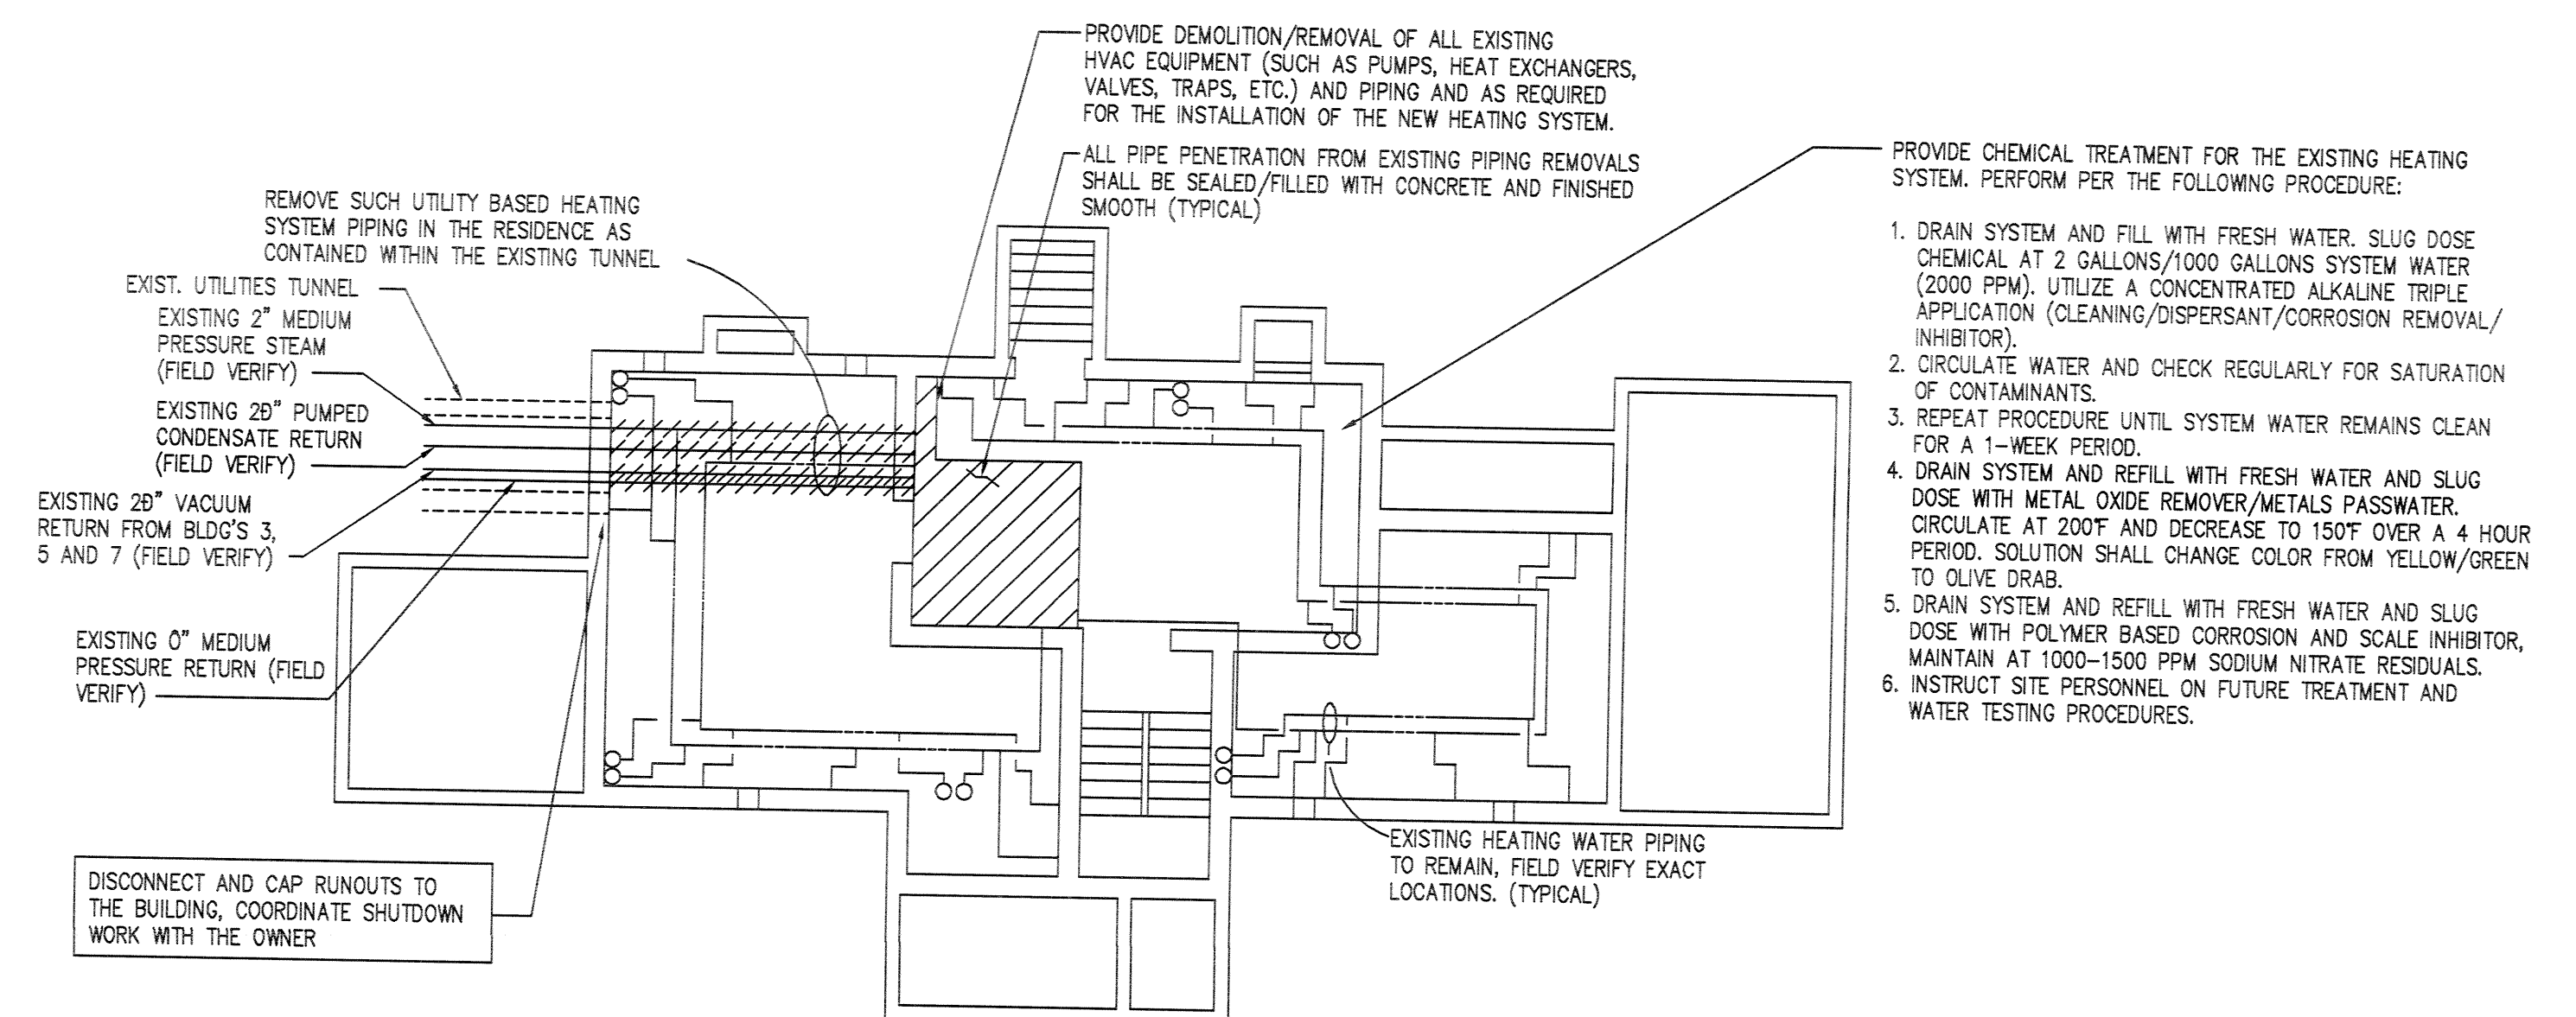 PROVIDE DEMOLITION/REMOVAL OF ALL EXISTING
HVAC EQUIPMENT (SUCH AS PUMPS, HEAT EXCHANGERS,
VALVES, TRAPS, ETC.) AND PIPING AND AS REQUIRED
FOR THE INSTALLATION OF THE NEW HEATING SYSTEM.
ALL PIPE PENETRATION FROM EXISTING PIPING REMOVALS
SHALL BE SEALED/FILLED WITH CONCRETE AND FINISHED
SMOOTH (TYPICAL)
REMOVE SUCH UTILITY BASED HEATING
SYSTEM PIPING IN THE RESIDENCE AS
CONTAINED WITHIN THE EXISTING TUNNEL
EXIST. UTILITIES TUNNEL
EXISTING 2" MEDIUM
PRESSURE STEAM
(FIELD VERIFY)
EXISTING 2Đ" PUMPED
CONDENSATE RETURN
(FIELD VERIFY)
EXISTING 2Đ" VACUUM
RETURN FROM BLDG'S 3,
5 AND 7 (FIELD VERIFY)
EXISTING Ö" MEDIUM
PRESSURE RETURN (FIELD
VERIFY)
DISCONNECT AND CAP RUNOUTS TO
THE BUILDING, COORDINATE SHUTDOWN
WORK WITH THE OWNER
EXISTING HEATING WATER PIPING
TO REMAIN, FIELD VERIFY EXACT
LOCATIONS. (TYPICAL)
PROVIDE CHEMICAL TREATMENT FOR THE EXISTING HEATING
SYSTEM. PERFORM PER THE FOLLOWING PROCEDURE:
1. DRAIN SYSTEM AND FILL WITH FRESH WATER. SLUG DOSE
CHEMICAL AT 2 GALLONS/1000 GALLONS SYSTEM WATER
(2000 PPM). UTILIZE A CONCENTRATED ALKALINE TRIPLE
APPLICATION (CLEANING/DISPERSANT/CORROSION REMOVAL/
INHIBITOR).
2. CIRCULATE WATER AND CHECK REGULARLY FOR SATURATION
OF CONTAMINANTS.
3. REPEAT PROCEDURE UNTIL SYSTEM WATER REMAINS CLEAN
FOR A 1-WEEK PERIOD.
4. DRAIN SYSTEM AND REFILL WITH FRESH WATER AND SLUG
DOSE WITH METAL OXIDE REMOVER/METALS PASSWATER.
CIRCULATE AT 200°F AND DECREASE TO 150°F OVER A 4 HOUR
PERIOD. SOLUTION SHALL CHANGE COLOR FROM YELLOW/GREEN
TO OLIVE DRAB.
5. DRAIN SYSTEM AND REFILL WITH FRESH WATER AND SLUG
DOSE WITH POLYMER BASED CORROSION AND SCALE INHIBITOR,
MAINTAIN AT 1000-1500 PPM SODIUM NITRATE RESIDUALS.
6. INSTRUCT SITE PERSONNEL ON FUTURE TREATMENT AND
WATER TESTING PROCEDURES.